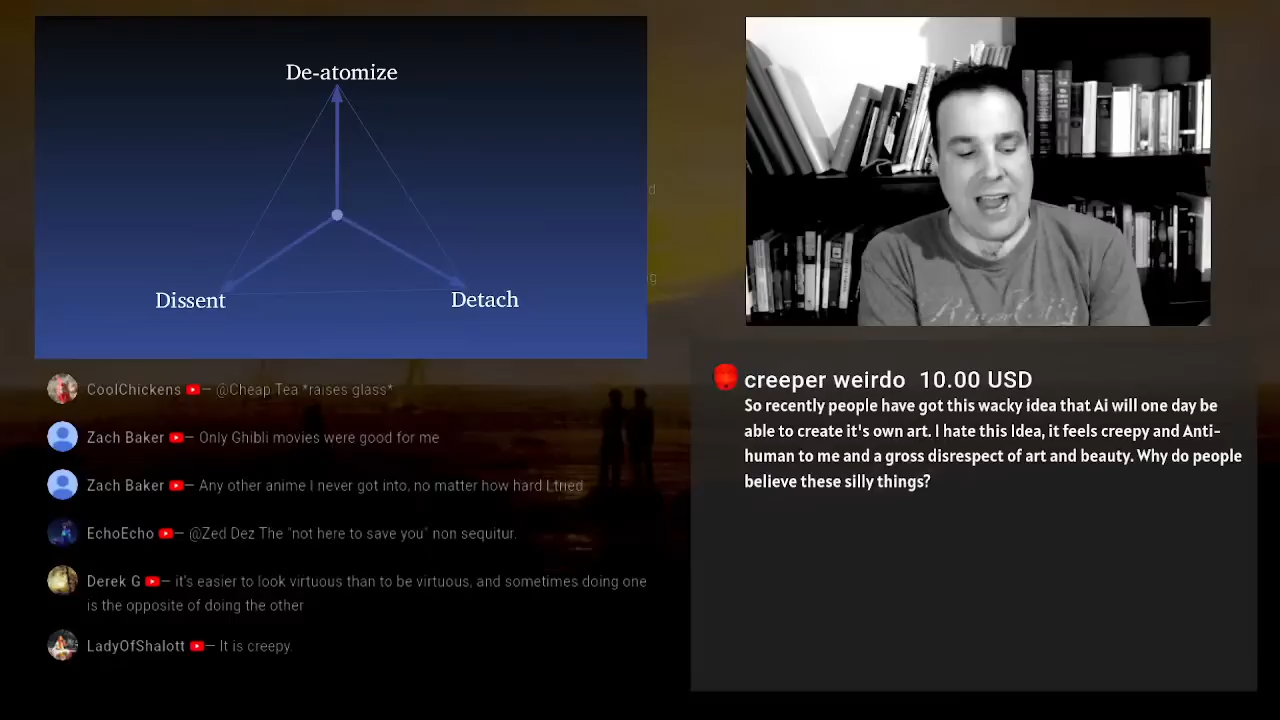 De-atomize
Dissent
Detach
d
g
CoolChickens — @Cheap Tea *raises glass*
Zach Baker — Only Ghibli movies were good for me
Zach Baker — Any other anime I never got into, no matter how hard I tried
EchoEcho — @Zed Dez The "not here to save you" non sequitur.
Derek G — it's easier to look virtuous than to be virtuous, and sometimes doing one
is the opposite of doing the other
LadyOfShalott — It is creepy.
creeper weirdo 10.00 USD
So recently people have got this wacky idea that Ai will one day be
able to create it's own art. I hate this Idea, it feels creepy and Anti-
human to me and a gross disrespect of art and beauty. Why do people
believe these silly things?